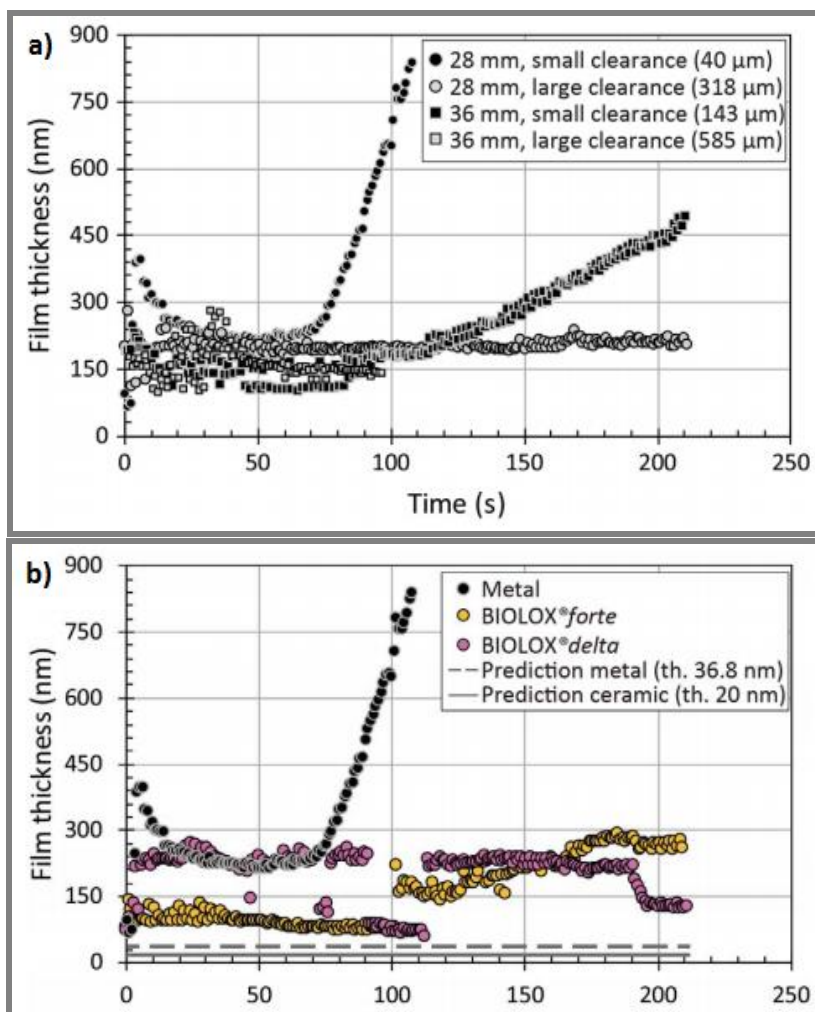 a)
900
750
600
450
300
150
0
Film thickness (nm)
28 mm, small clearance (40 µm)
28 mm, large clearance (318 µm)
36 mm, small clearance (143 µm)
36 mm, large clearance (585 µm)
0 50 100 150 200 250
Time (s)
b)
900
750
600
450
300
150
0
Film thickness (nm)
Metal
BIOLOX®forte
BIOLOX®delta
Prediction metal (th. 36.8 nm)
Prediction ceramic (th. 20 nm)
0 50 100 150 200 250